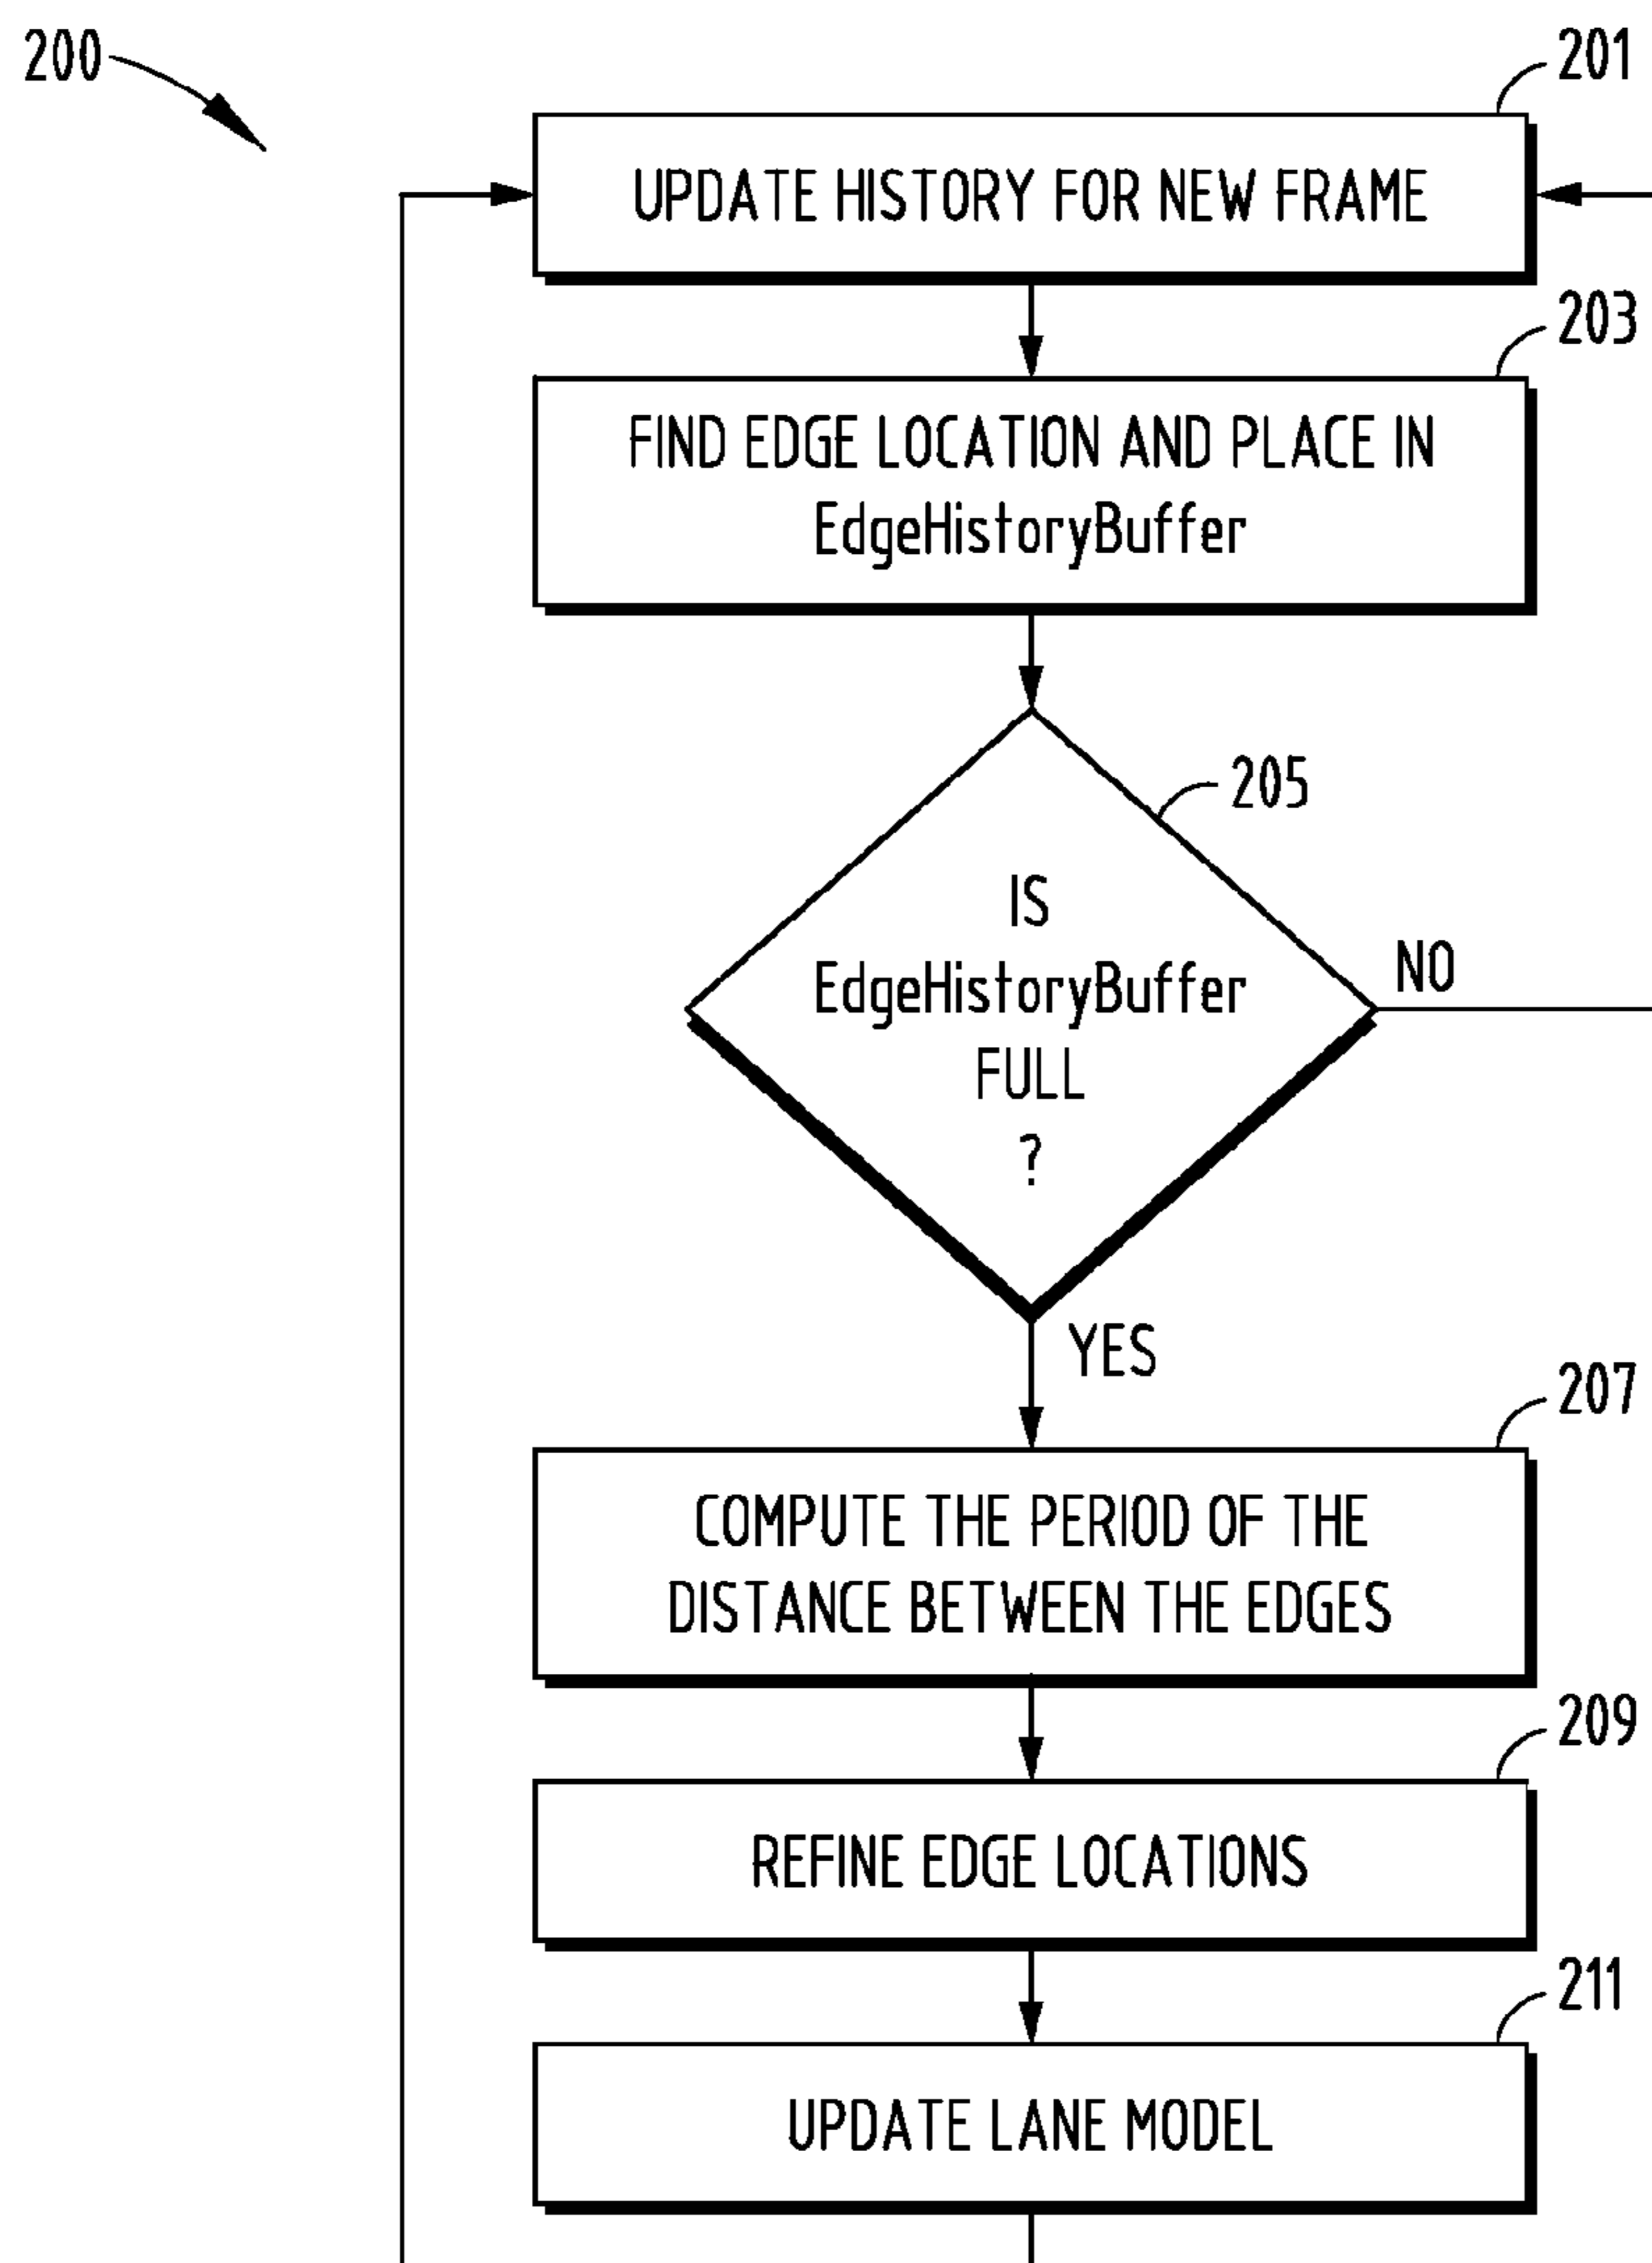 200
201
UPDATE HISTORY FOR NEW FRAME
203
FIND EDGE LOCATION AND PLACE IN
EdgeHistoryBuffer
205
IS
EdgeHistoryBuffer
FULL
?
NO
YES
207
COMPUTE THE PERIOD OF THE
DISTANCE BETWEEN THE EDGES
209
REFINE EDGE LOCATIONS
211
UPDATE LANE MODEL